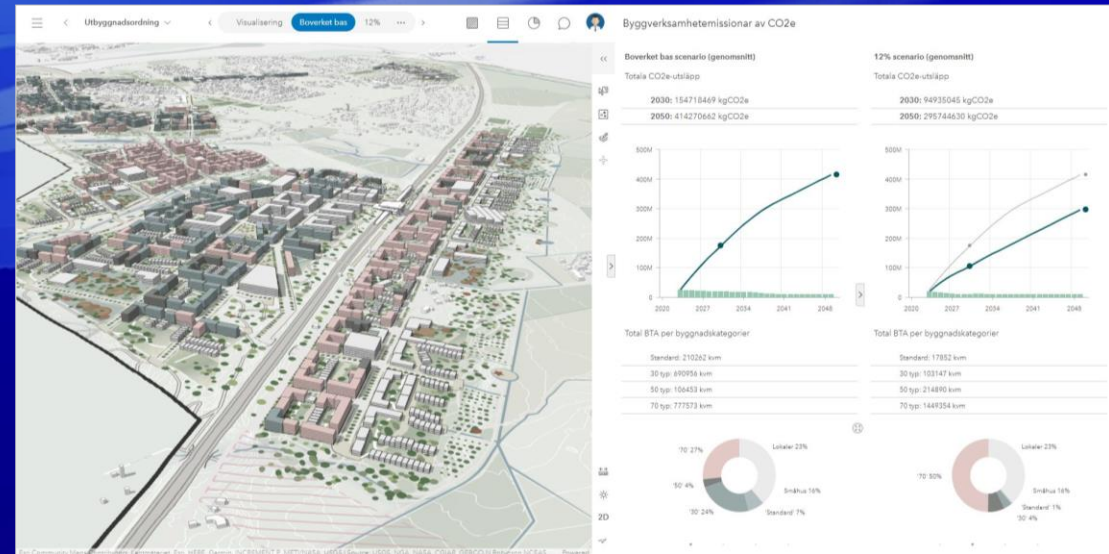 Utbyggnadsordning
Visualisering
Boverket bas
12%
Byggverksamhetemissionar av CO2e
Boverket bas scenario (genomsnitt)
Totala CO2e-utsläpp
2030: 154718469 kgCO2e
2050: 414270662 kgCO2e
500M
400M
300M
200M
100M
0
2020
2027
2034
2041
2048
Total BTA per byggnadskategorier
Standard: 210262 kvm
30 typ: 690956 kvm
50 typ: 106453 kvm
70 typ: 777573 kvm
'70' 27%
Lokaler 23%
'50' 4%
Småhus 16%
'30' 24%
'Standard' 7%
12% scenario (genomsnitt)
Totala CO2e-utsläpp
2030: 94935045 kgCO2e
2050: 295744630 kgCO2e
500M
400M
300M
200M
100M
0
2020
2027
2034
2041
2048
Total BTA per byggnadskategorier
Standard: 17852 kvm
30 typ: 103147 kvm
50 typ: 214890 kvm
70 typ: 1449354 kvm
Lokaler 23%
'70' 50%
Småhus 16%
'Standard' 1%
'30' 4%
2D
Powered